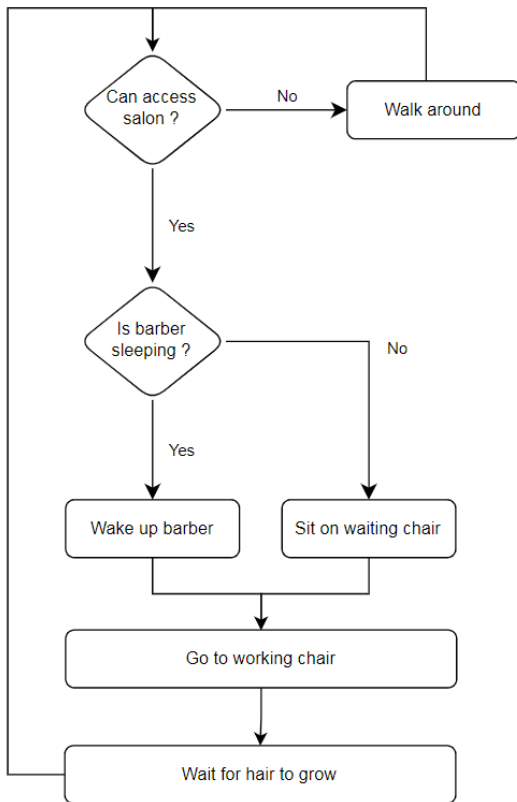 Can access
salon ?
No
Walk around
Yes
Is barber
sleeping ?
No
Yes
Wake up barber
Sit on waiting chair
Go to working chair
Wait for hair to grow